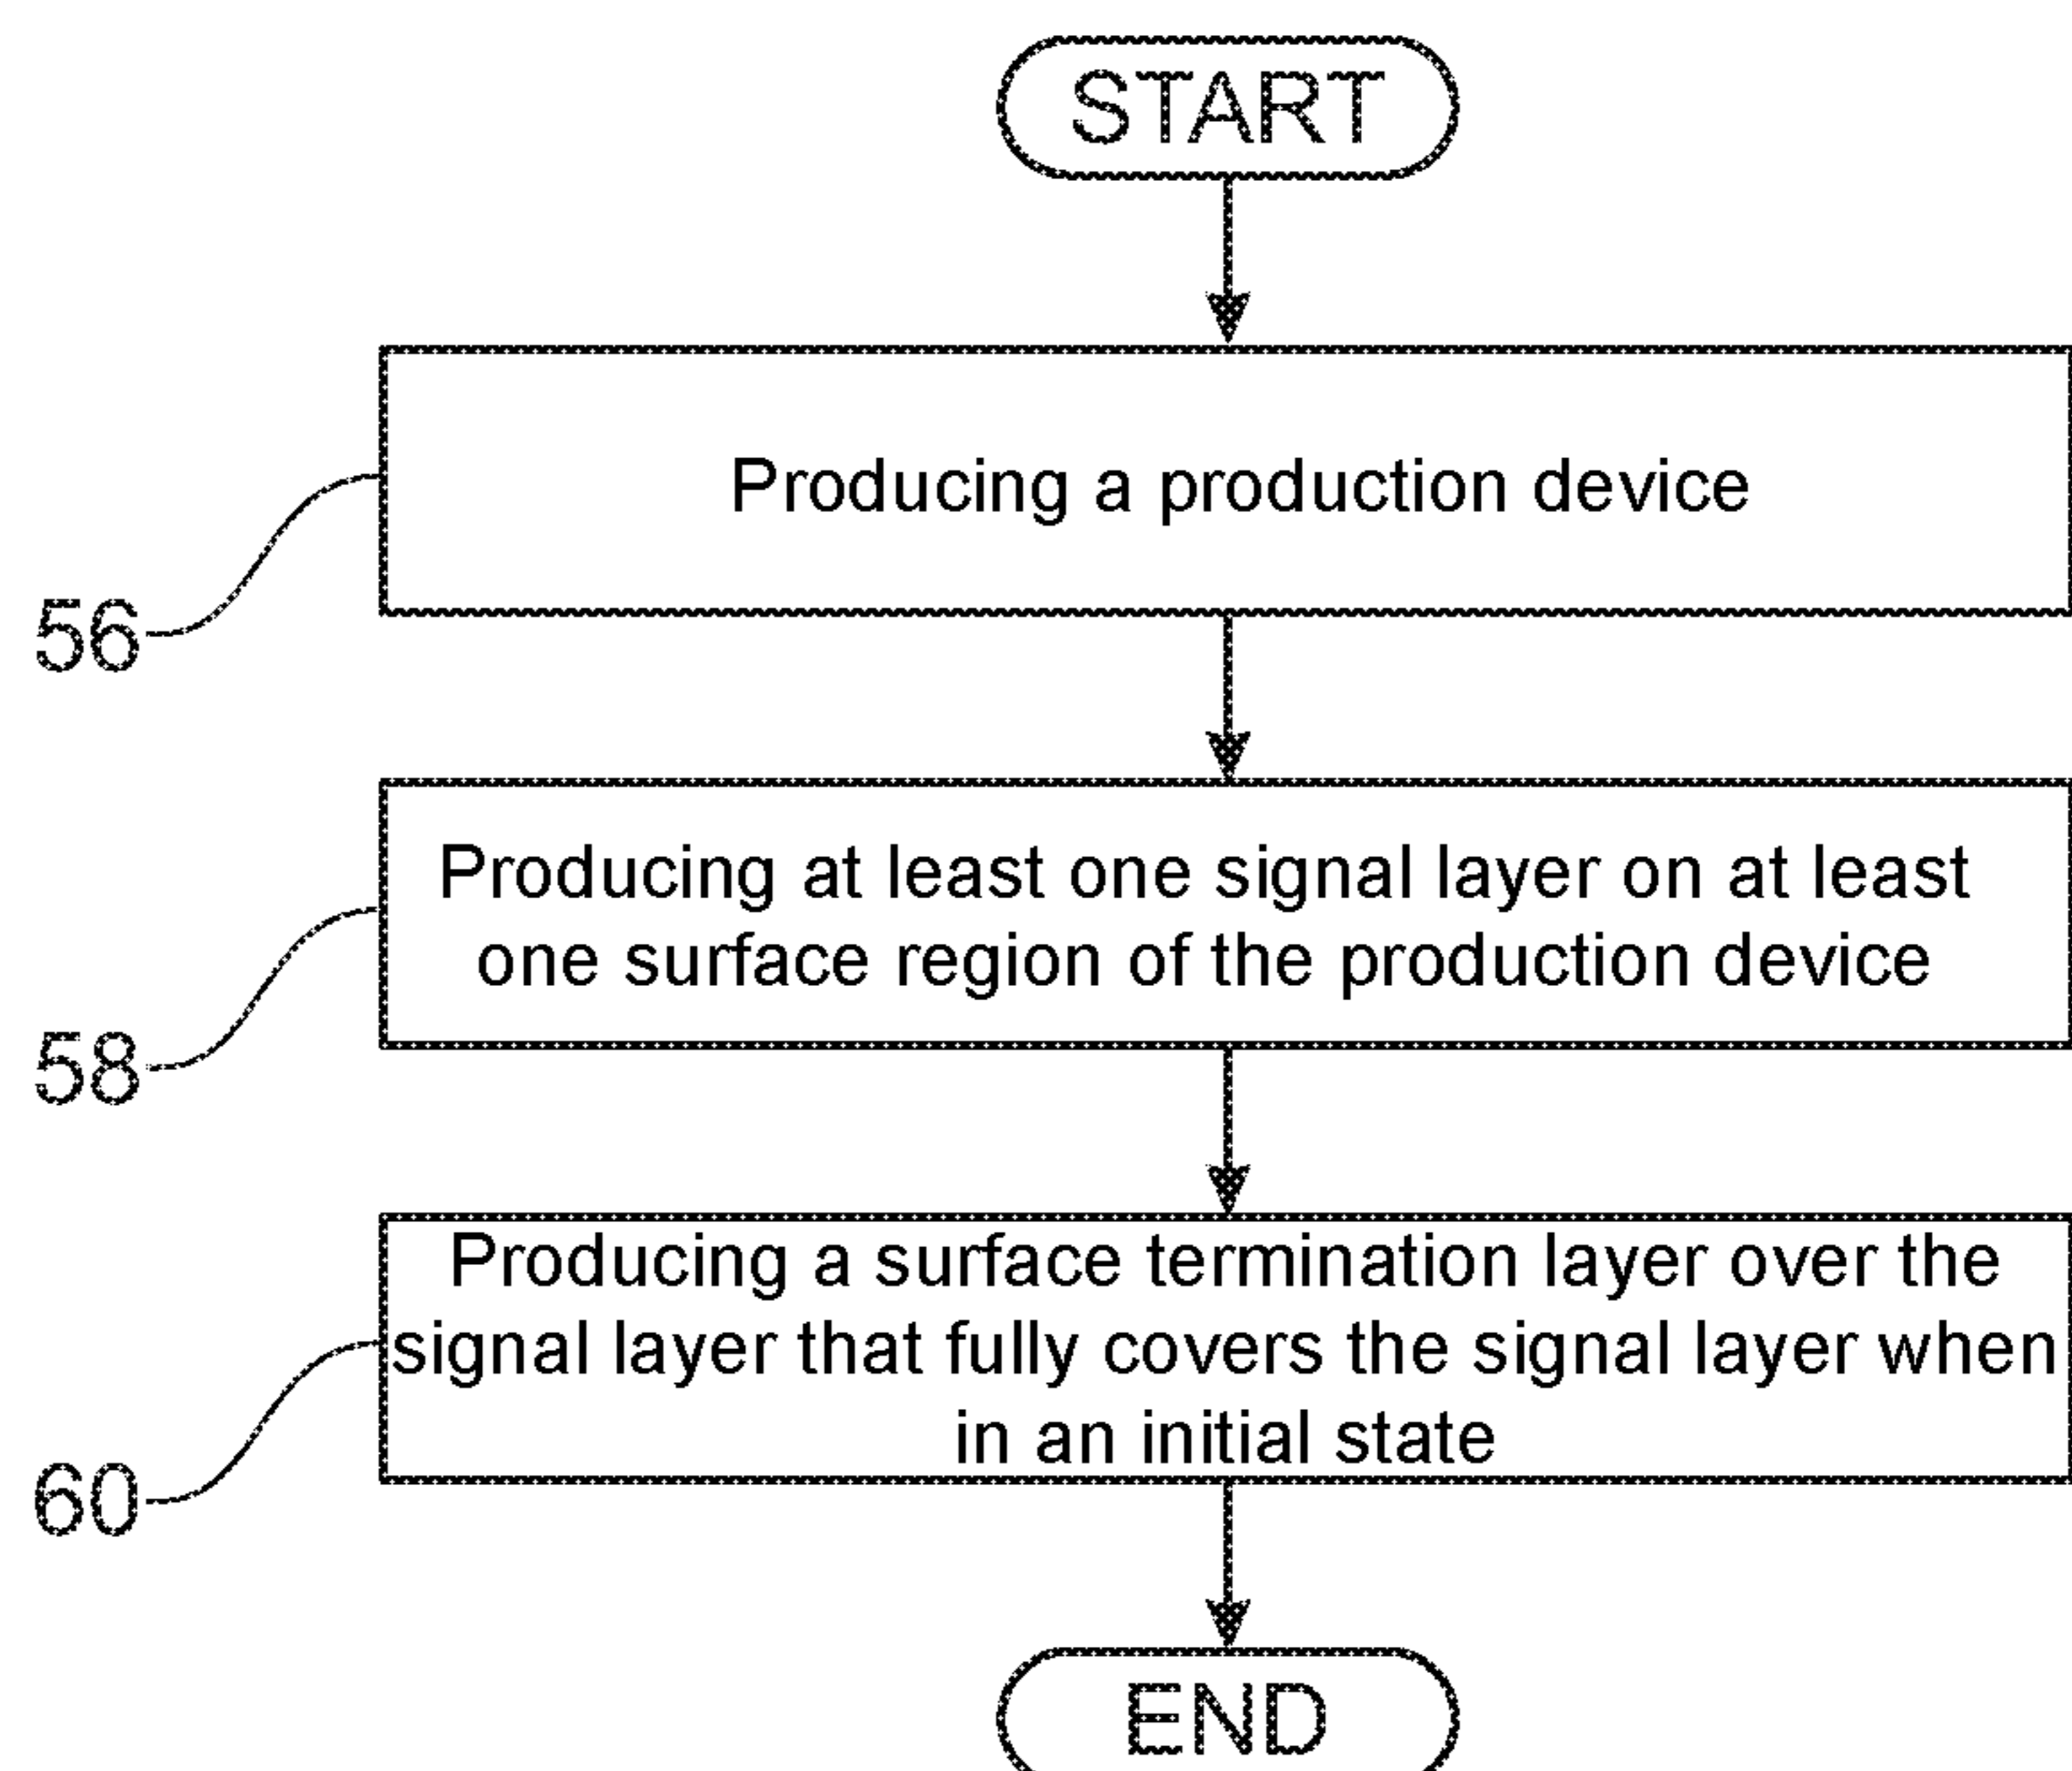 START
Producing a production device
56
Producing at least one signal layer on at least
one surface region of the production device
58
Producing a surface termination layer over the
signal layer that fully covers the signal layer when
in an initial state
60
END